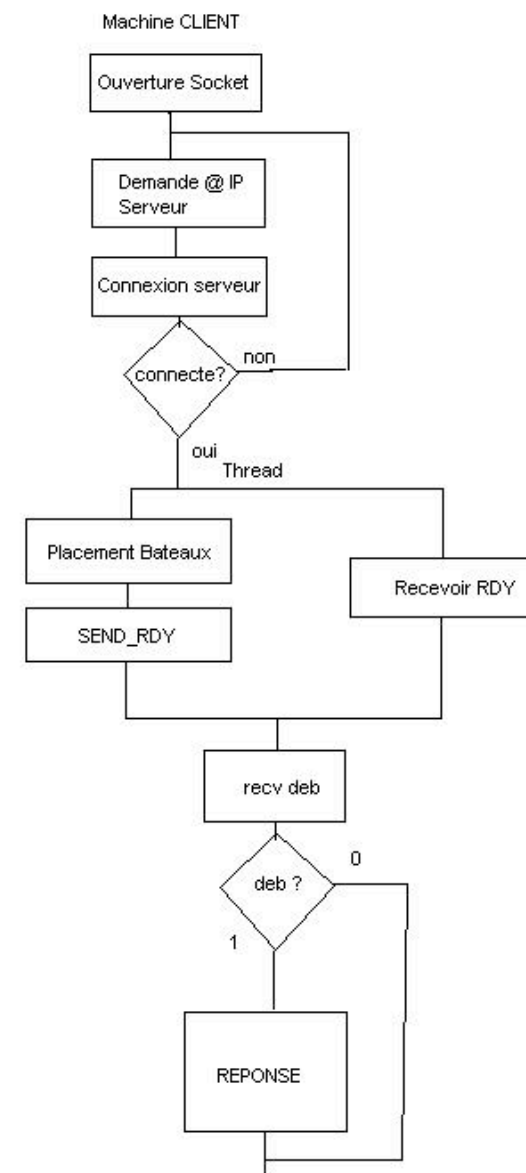 Machine CLIENT
Ouverture Socket
Demande @ IP
Serveur
Connexion serveur
connecte?
non
oui
Thread
Placement Bateaux
Recevoir RDY
SEND_RDY
recv deb
deb ?
0
1
REPONSE